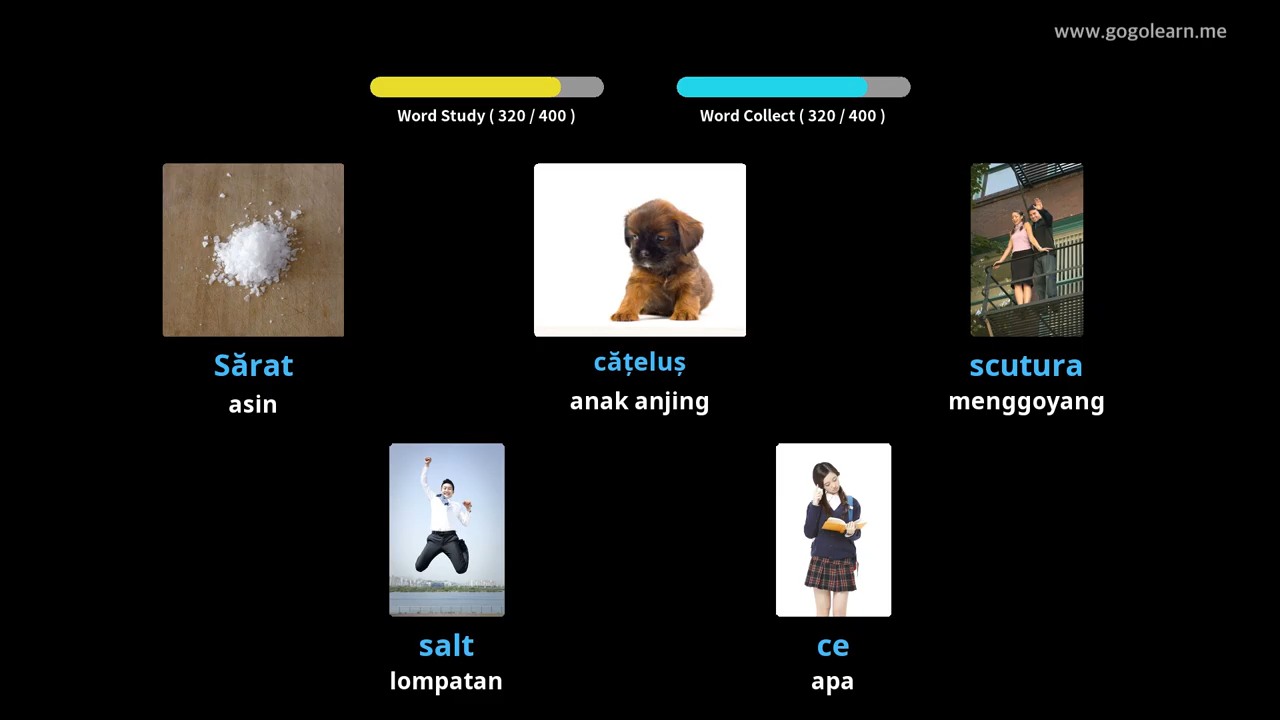 www.gogolearn.me
Word Study ( 320 / 400 )
Word Collect ( 320 / 400 )
Sărat
asin
cățeluș
anak anjing
scutura
menggoyang
salt
lompatan
ce
apa